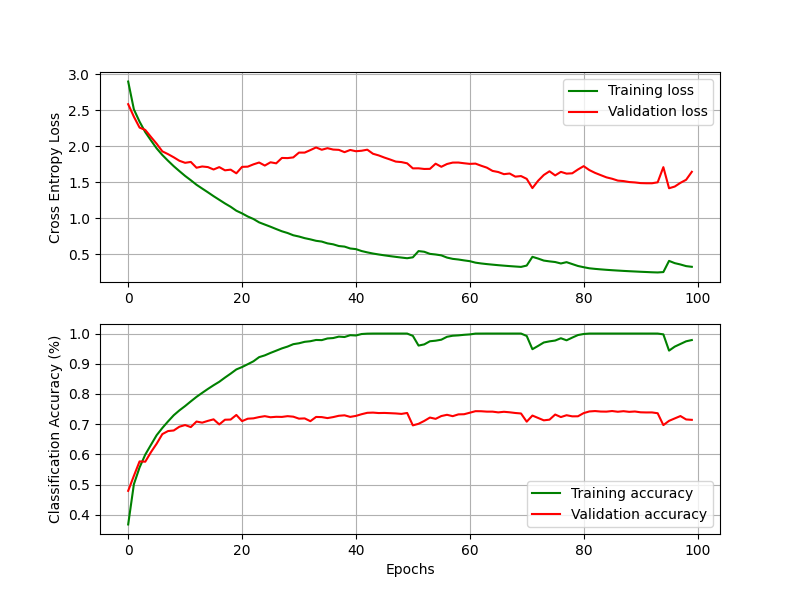 3.0
2.5
2.0
1.5
1.0
0.5
Cross Entropy Loss
Training loss
Validation loss
0 20 40 60 80 100
1.0
0.9
0.8
0.7
0.6
0.5
0.4
Classification Accuracy (%)
Training accuracy
Validation accuracy
0 20 40 60 80 100
Epochs